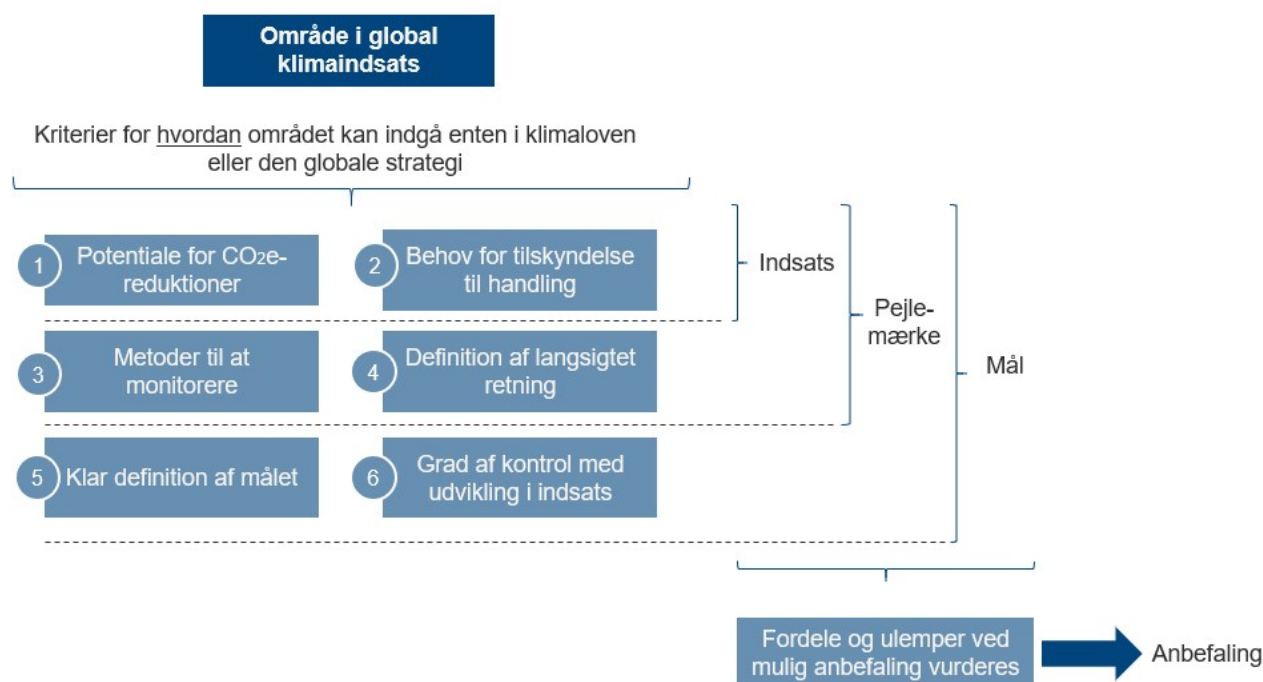 Område i global
klimaindsats
Kriterier for hvordan området kan indgå enten i klimaloven
eller den globale strategi
1
Potentiale for CO2e-
reduktioner
2
Behov for tilskyndelse
til handling
Indsats
3
Metoder til at
monitorere
4
Definition af langsigtet
retning
Pejle-
mærke
5
Klar definition af målet
6
Grad af kontrol med
udvikling i indsats
Mål
Fordele og ulemper ved
mulig anbefaling vurderes
Anbefaling